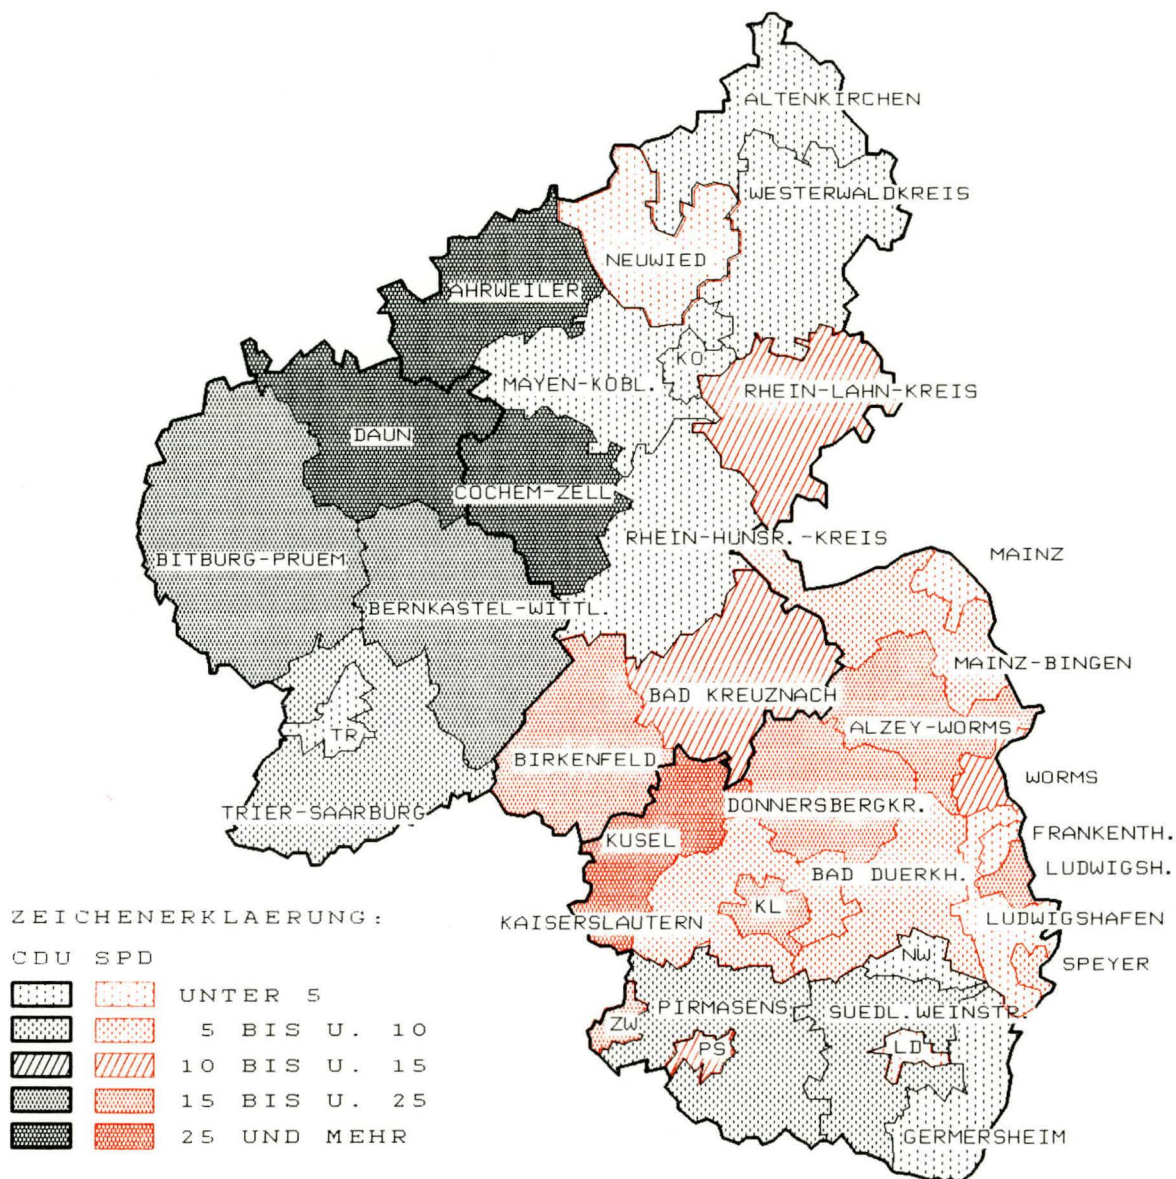 ALTENKIRCHEN
WESTERWALDKREIS
NEUWIED
AHRWEILER
KO
MAYEN-KOBL.
RHEIN-LAHN-KREIS
DAUN
COCHEM-ZELL
RHEIN-HUNSR.-KREIS
MAINZ
BITBURG-PRUEM
BERNKASTEL-WITTL.
MAINZ-BINGEN
BAD KREUZNACH
ALZEY-WORMS
TR
BIRKENFELD
WORMS
TRIER-SAARBURG
DONNERSBERGKR.
FRANKENTH.
KUSEL
BAD DUERKH.
LUDWIGSH.
KL
KAISERSLAUTERN
LUDWIGSHAFEN
NW
SPEYER
PIRMASENS
SUEDL.WEINSTR.
ZW
PS
LD
GERMERSHEIM
ZEICHENERKLAERUNG:
CDU SPD
UNTER 5
5 BIS U. 10
10 BIS U. 15
15 BIS U. 25
25 UND MEHR